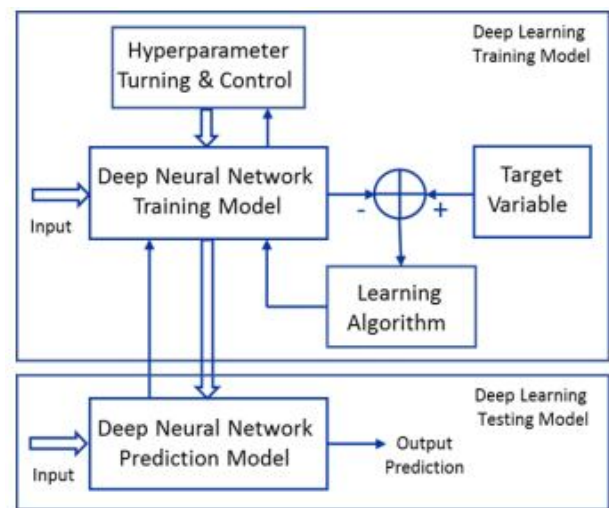 Deep Learning
Training Model
Hyperparameter
Turning & Control
Deep Neural Network
Training Model
Input
-
+
Target
Variable
Learning
Algorithm
Deep Learning
Testing Model
Deep Neural Network
Prediction Model
Input
Output
Prediction